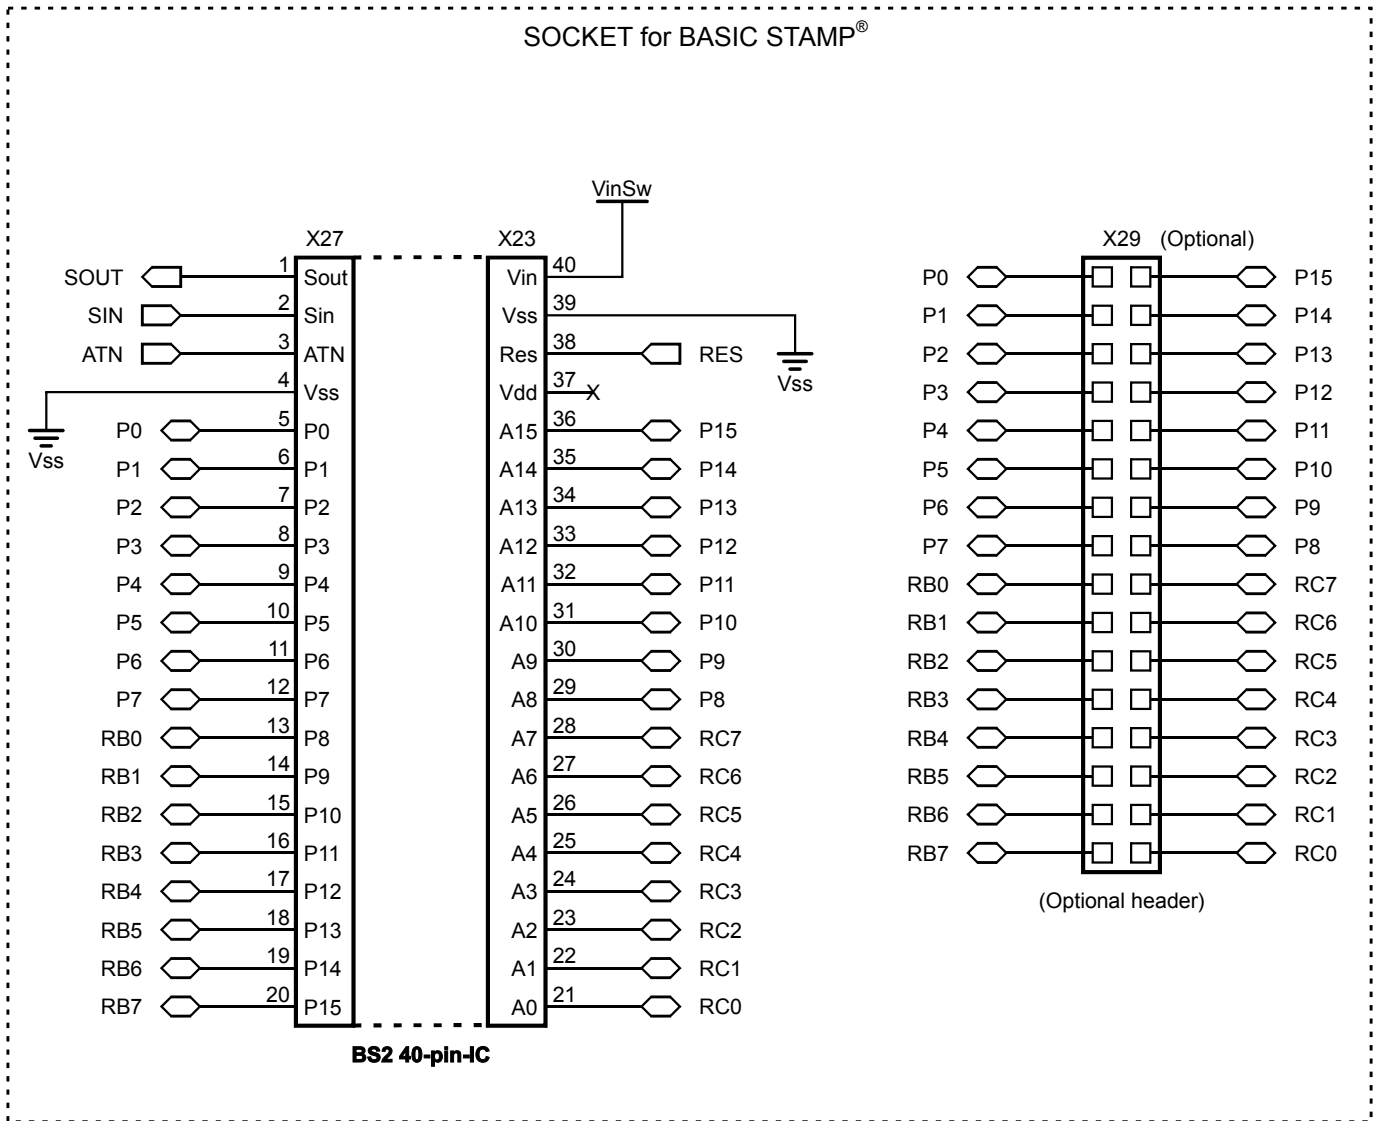 SOCKET for BASIC STAMP®
VinSw
X27 X23 X29 (Optional)
SOUT 1 Sout Vin 40 P0 P15
SIN 2 Sin Vss 39 P1 P14
ATN 3 ATN Res 38 RES P2 P13
4 Vss Vdd 37 X Vss P3 P12
P0 5 P0 A15 36 P15 P4 P11
Vss
P1 6 P1 A14 35 P14 P5 P10
P2 7 P2 A13 34 P13 P6 P9
P3 8 P3 A12 33 P12 P7 P8
P4 9 P4 A11 32 P11 RB0 RC7
P5 10 P5 A10 31 P10 RB1 RC6
P6 11 P6 A9 30 P9 RB2 RC5
P7 12 P7 A8 29 P8 RB3 RC4
RB0 13 P8 A7 28 RC7 RB4 RC3
RB1 14 P9 A6 27 RC6 RB5 RC2
RB2 15 P10 A5 26 RC5 RB6 RC1
RB3 16 P11 A4 25 RC4 RB7 RC0
RB4 17 P12 A3 24 RC3
(Optional header)
RB5 18 P13 A2 23 RC2
RB6 19 P14 A1 22 RC1
RB7 20 P15 A0 21 RC0
BS2 40-pin-IC